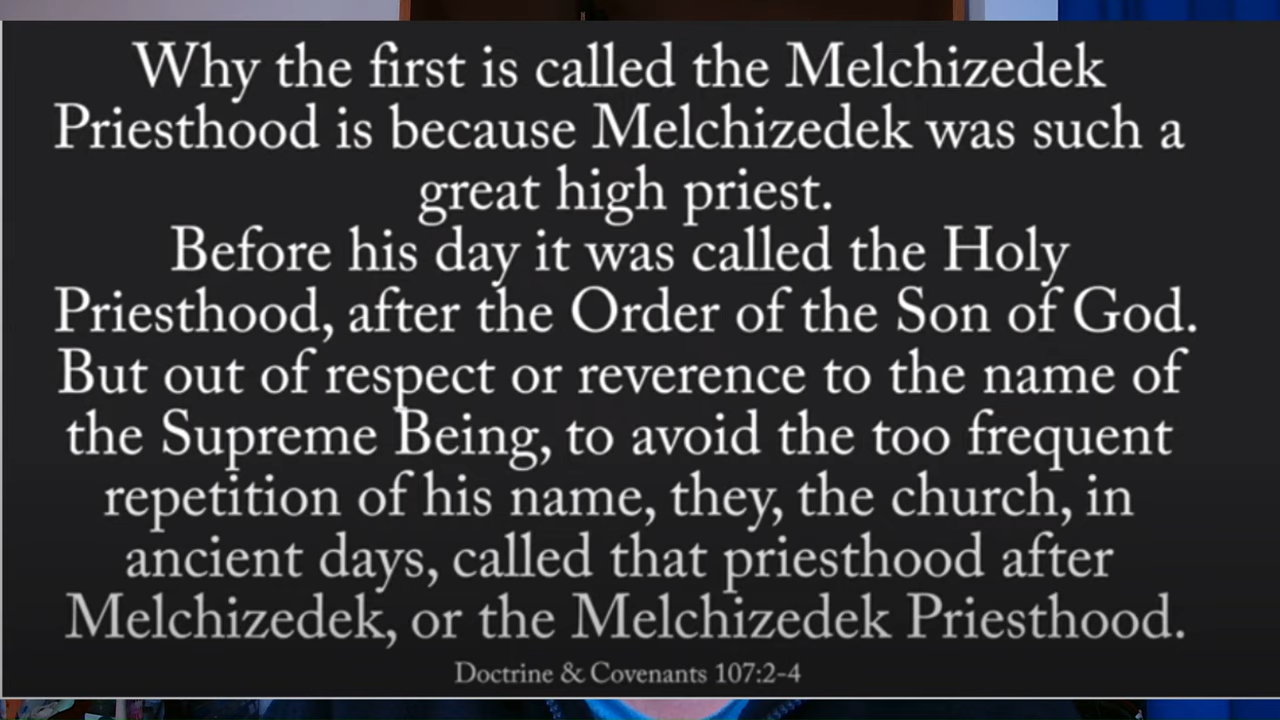 Why the first is called the Melchizedek
Priesthood is because Melchizedek was such a
great high priest.
Before his day it was called the Holy
Priesthood, after the Order of the Son of God.
But out of respect or reverence to the name of
the Supreme Being, to avoid the too frequent
repetition of his name, they, the church, in
ancient days, called that priesthood after
Melchizedek, or the Melchizedek Priesthood.
Doctrine & Covenants 107:2-4